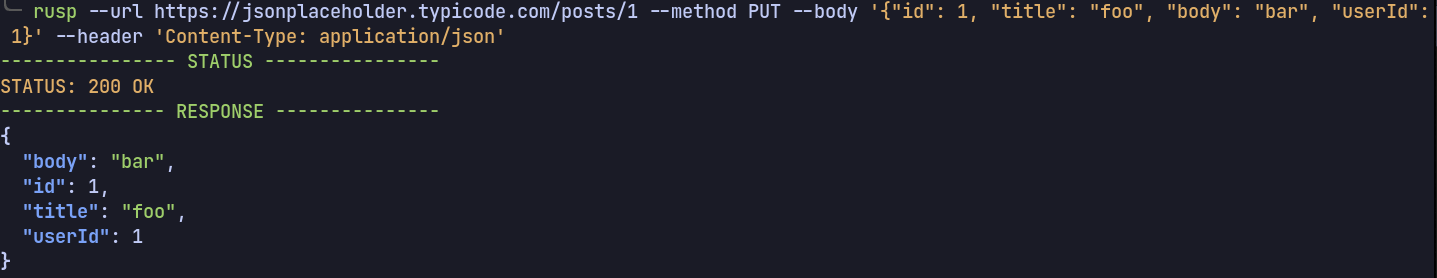 rusp --url https://jsonplaceholder.typicode.com/posts/1 --method PUT --body '{"id": 1, "title": "foo", "body": "bar", "userId":
1}' --header 'Content-Type: application/json'
---------------- STATUS ----------------
STATUS: 200 OK
--------------- RESPONSE ---------------
{
  "body": "bar",
  "id": 1,
  "title": "foo",
  "userId": 1
}